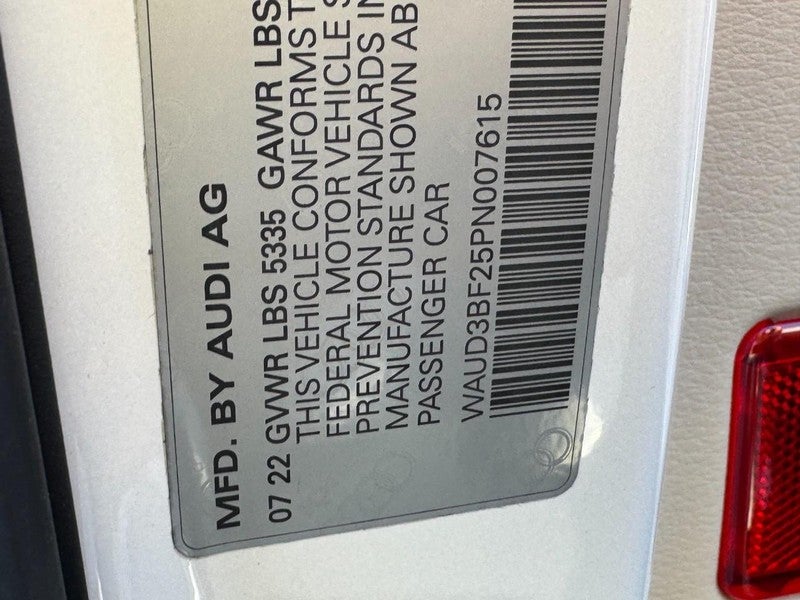 MFD. BY AUDI AG
07 22 GVWR LBS 5335 GAWR LBS
THIS VEHICLE CONFORMS T
FEDERAL MOTOR VEHICLE S
PREVENTION STANDARDS IN
MANUFACTURE SHOWN AB
PASSENGER CAR
WAUD3BF25PN007615